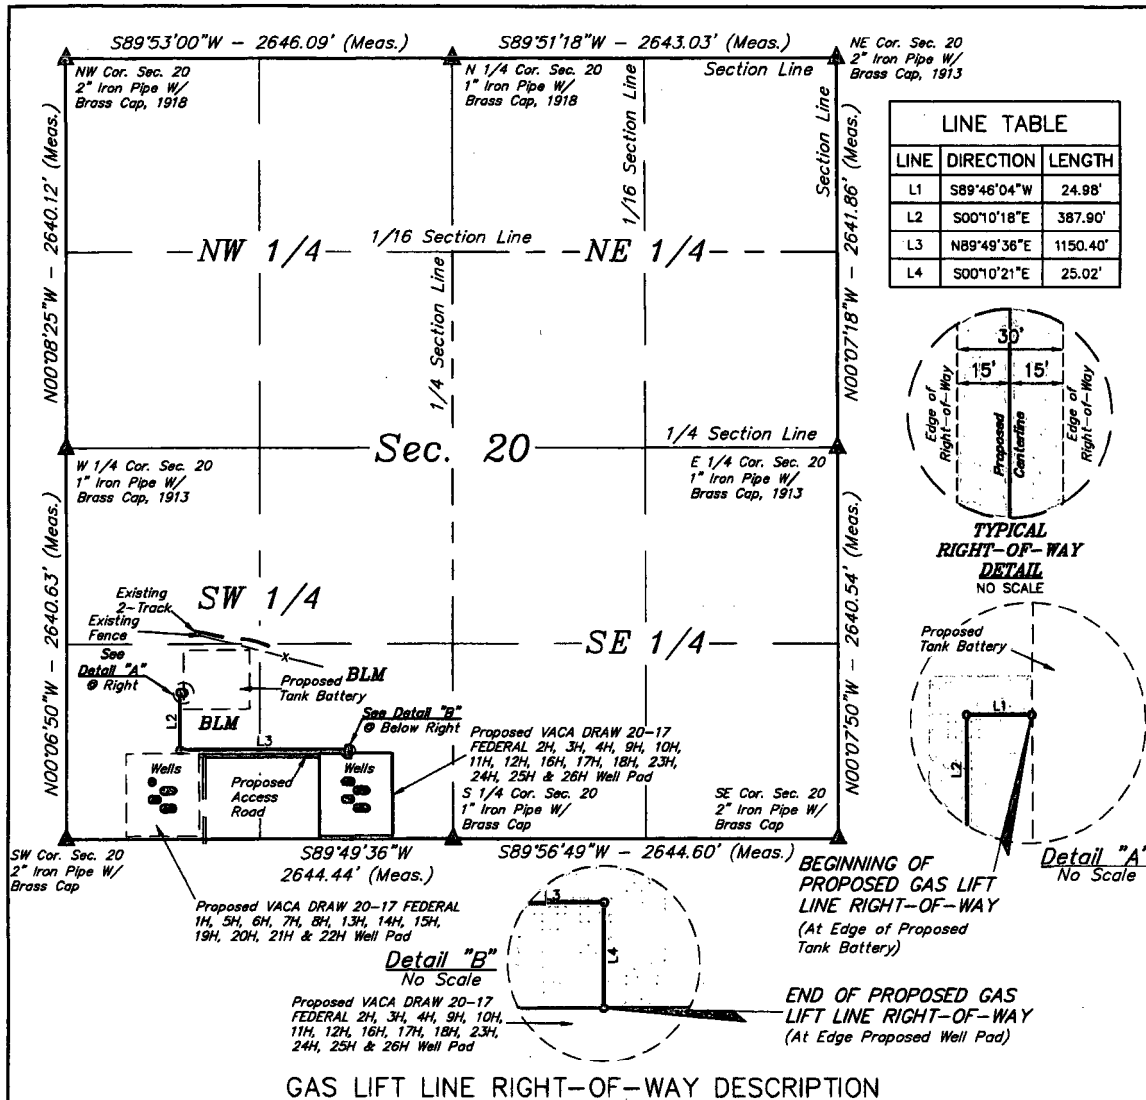 S89°53'00"W - 2646.09' (Meas.)
S89°51'18"W - 2643.03' (Meas.)
NW Cor. Sec. 20
2" Iron Pipe W/
Brass Cap, 1918
N 1/4 Cor. Sec. 20
1" Iron Pipe W/
Brass Cap, 1918
Section Line
NE Cor. Sec. 20
2" Iron Pipe W/
Brass Cap, 1913
N00°08'25"W - 2640.12' (Meas.)
1/16 Section Line
Section Line
N00°07'18"W - 2641.86' (Meas.)
NW 1/4
1/16 Section Line
NE 1/4
1/4 Section Line
Sec. 20
1/4 Section Line
W 1/4 Cor. Sec. 20
1" Iron Pipe W/
Brass Cap, 1913
E 1/4 Cor. Sec. 20
1" Iron Pipe W/
Brass Cap, 1913
N00°06'50"W - 2640.63' (Meas.)
N00°07'50"W - 2640.54' (Meas.)
SW 1/4
SE 1/4
Existing
2-Track
Existing
Fence
x
See
Detail "A"
@ Right
Proposed
Tank Battery
BLM
BLM
L2
L3
See Detail "B"
@ Below Right
Wells
Wells
Proposed
Access
Road
Proposed VACA DRAW 20-17
FEDERAL 2H, 3H, 4H, 9H, 10H,
11H, 12H, 16H, 17H, 18H, 23H,
24H, 25H & 26H Well Pad
S 1/4 Cor. Sec. 20
1" Iron Pipe W/
Brass Cap
SE Cor. Sec. 20
2" Iron Pipe W/
Brass Cap
SW Cor. Sec. 20
2" Iron Pipe W/
Brass Cap
S89°49'36"W
2644.44' (Meas.)
S89°56'49"W - 2644.60' (Meas.)
Proposed VACA DRAW 20-17 FEDERAL
1H, 5H, 6H, 7H, 8H, 13H, 14H, 15H,
19H, 20H, 21H & 22H Well Pad
LINE TABLE
LINE DIRECTION LENGTH
L1 S89°46'04"W 24.98'
L2 S00°10'18"E 387.90'
L3 N89°49'36"E 1150.40'
L4 S00°10'21"E 25.02'
30'
15' 15'
Edge of
Right-of-Way
Proposed
Centerline
Edge of
Right-of-Way
TYPICAL
RIGHT-OF-WAY
DETAIL
NO SCALE
Proposed
Tank Battery
L1
L2
Detail "A"
No Scale
BEGINNING OF
PROPOSED GAS LIFT
LINE RIGHT-OF-WAY
(At Edge of Proposed
Tank Battery)
L3
L4
Detail "B"
No Scale
Proposed VACA DRAW 20-17
FEDERAL 2H, 3H, 4H, 9H, 10H,
11H, 12H, 16H, 17H, 18H, 23H,
24H, 25H & 26H Well Pad
END OF PROPOSED GAS
LIFT LINE RIGHT-OF-WAY
(At Edge Proposed Well Pad)
GAS LIFT LINE RIGHT-OF-WAY DESCRIPTION